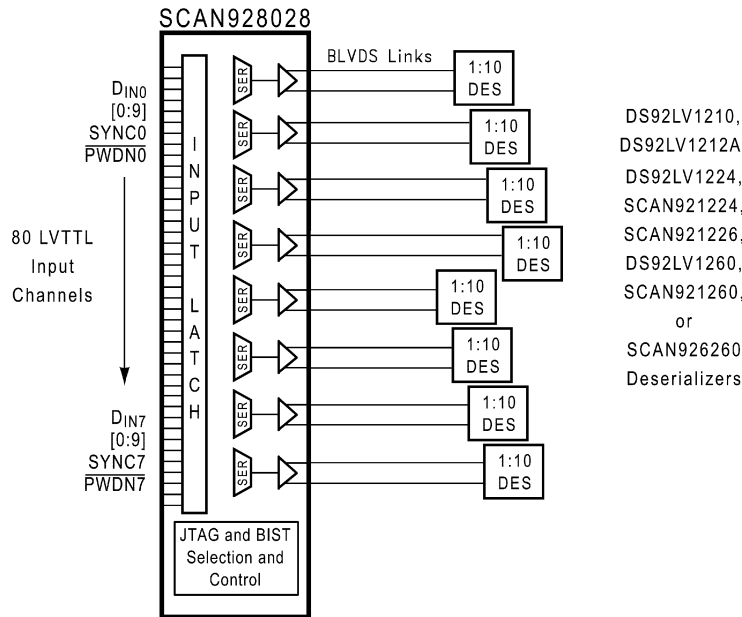 SCAN928028
BLVDS Links
DIN0
[0:9]
SYNC0
PWDN0
80 LVTTL
Input
Channels
DIN7
[0:9]
SYNC7
PWDN7
INPUT LATCH
SER
SER
SER
SER
SER
SER
SER
SER
1:10
DES
1:10
DES
1:10
DES
1:10
DES
1:10
DES
1:10
DES
1:10
DES
1:10
DES
JTAG and BIST
Selection and
Control
DS92LV1210,
DS92LV1212A
DS92LV1224,
SCAN921224,
SCAN921226,
DS92LV1260,
SCAN921260,
or
SCAN926260
Deserializers